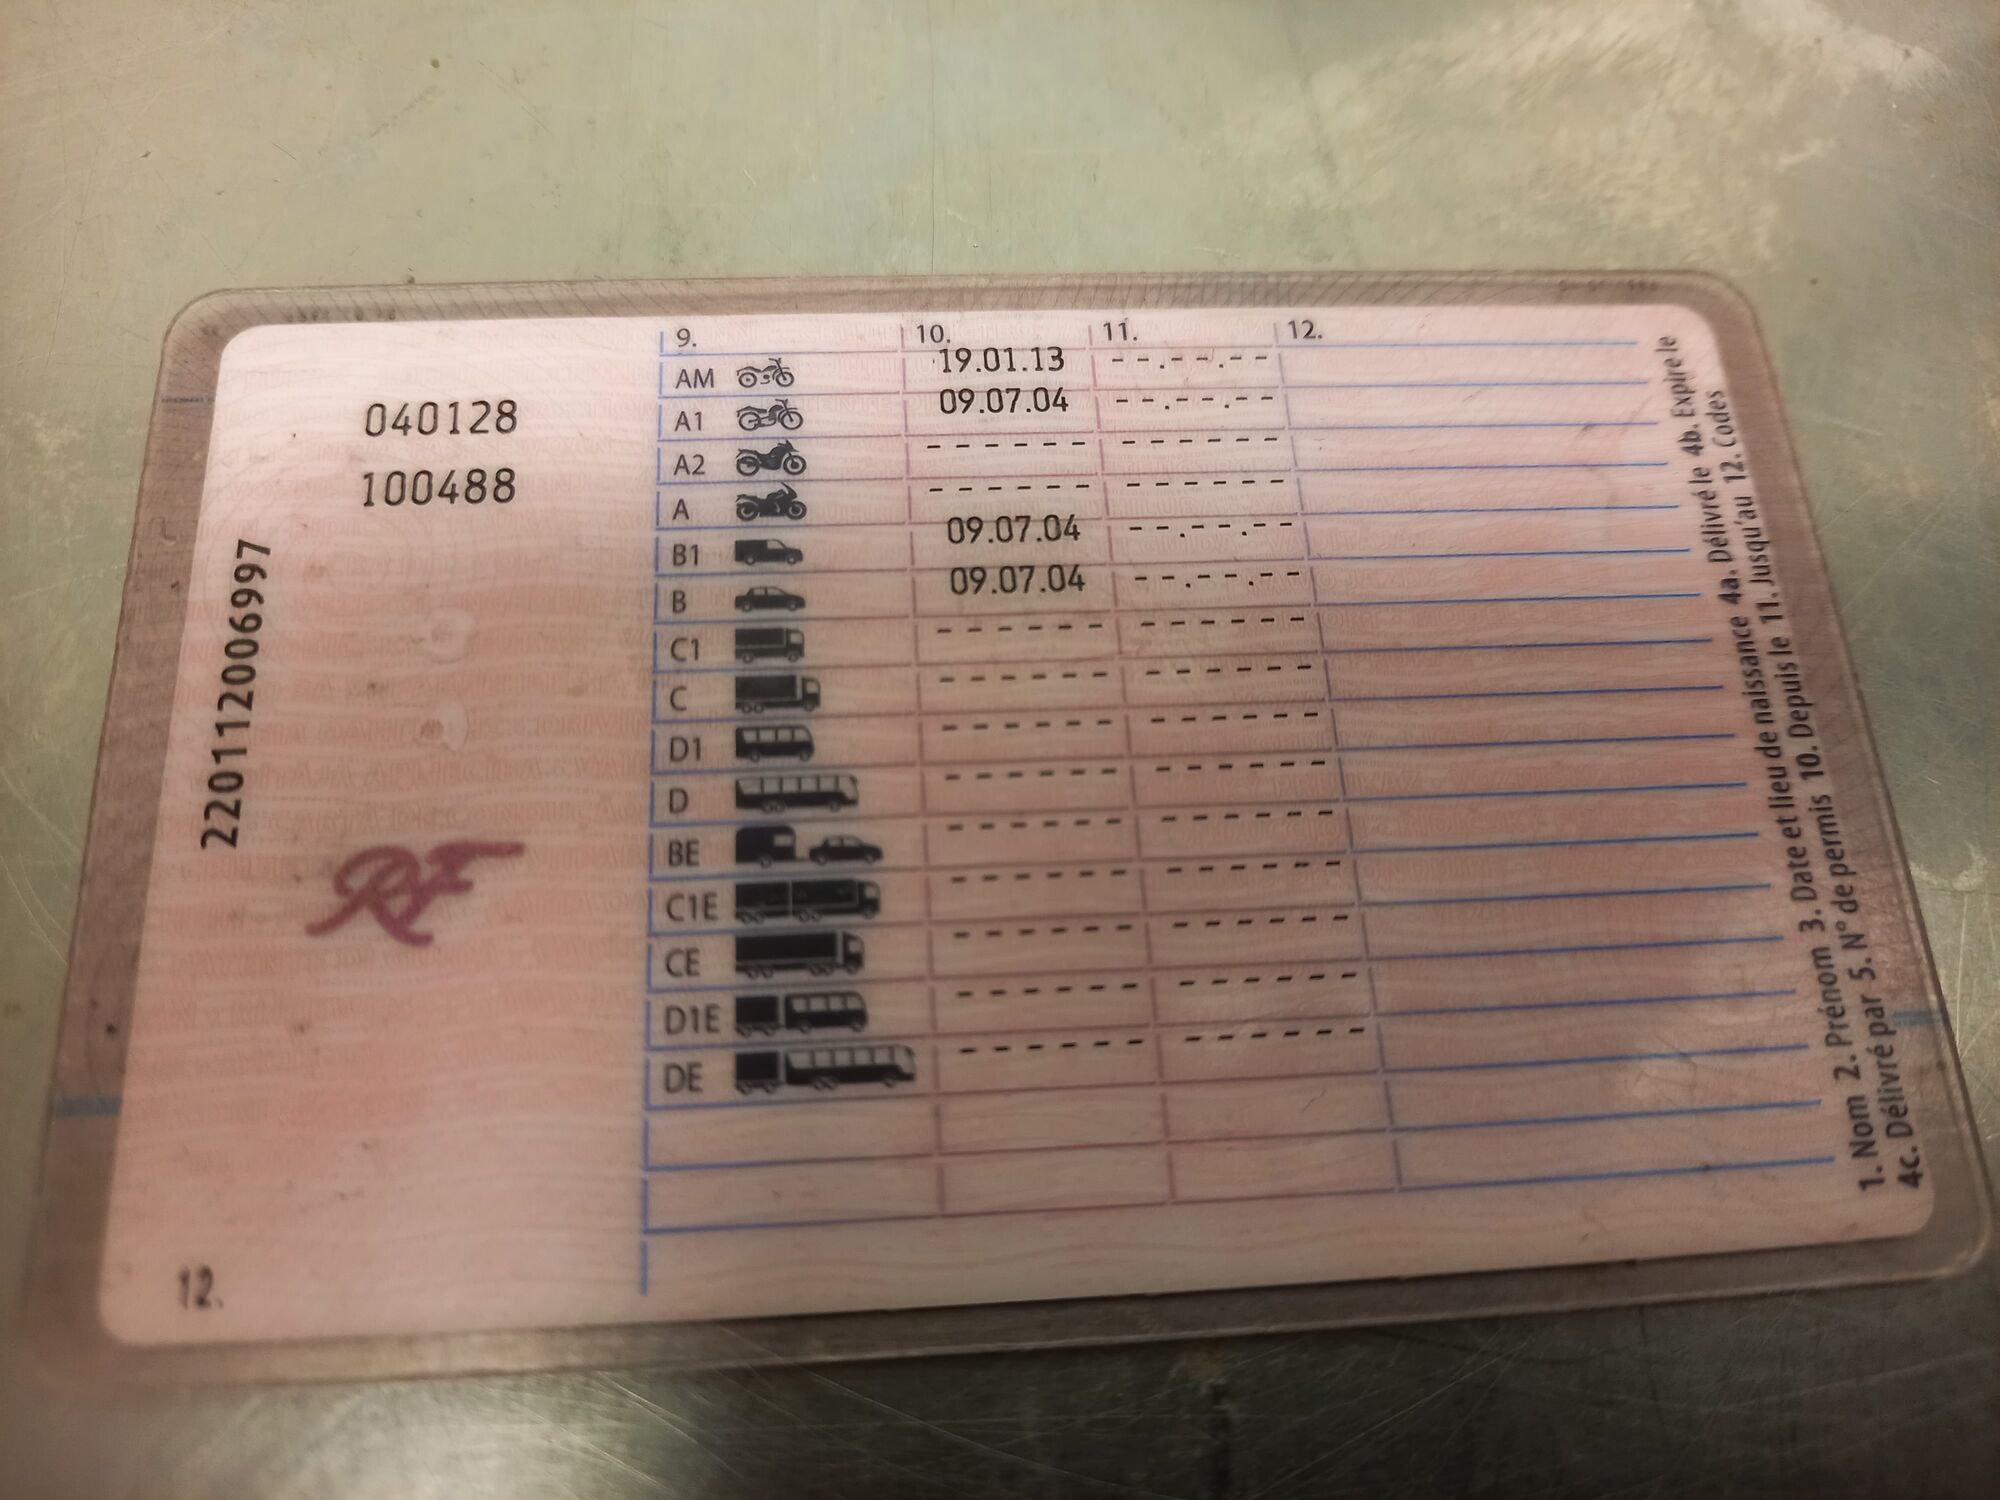 040128
100488
220112006997
RF
12.
9. 10. 11. 12.
AM 19.01.13 --.--.--
A1 09.07.04 --.--.--
A2 ------ ------
A ------ ------
B1 09.07.04 --.--.--
B 09.07.04 --.--.--
C1 ------ ------
C ------ ------
D1 ------ ------
D ------ ------
BE ------ ------
C1E ------ ------
CE ------ ------
D1E ------ ------
DE ------ ------
1. Nom 2. Prénom 3. Date et lieu de naissance 4a. Délivré le 4b. Expire le
4c. Délivré par 5. N° de permis 10. Depuis le 11. Jusqu'au 12. Codes